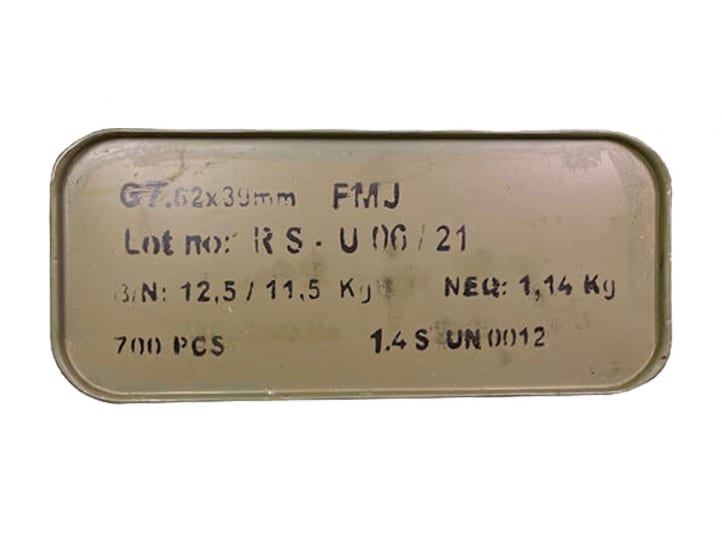 G7.62x39mm FMJ
Lot no: RS-U 06/21
B/N: 12,5/11,5 Kg NEQ: 1,14 Kg
700 PCS 1.4 S UN 0012